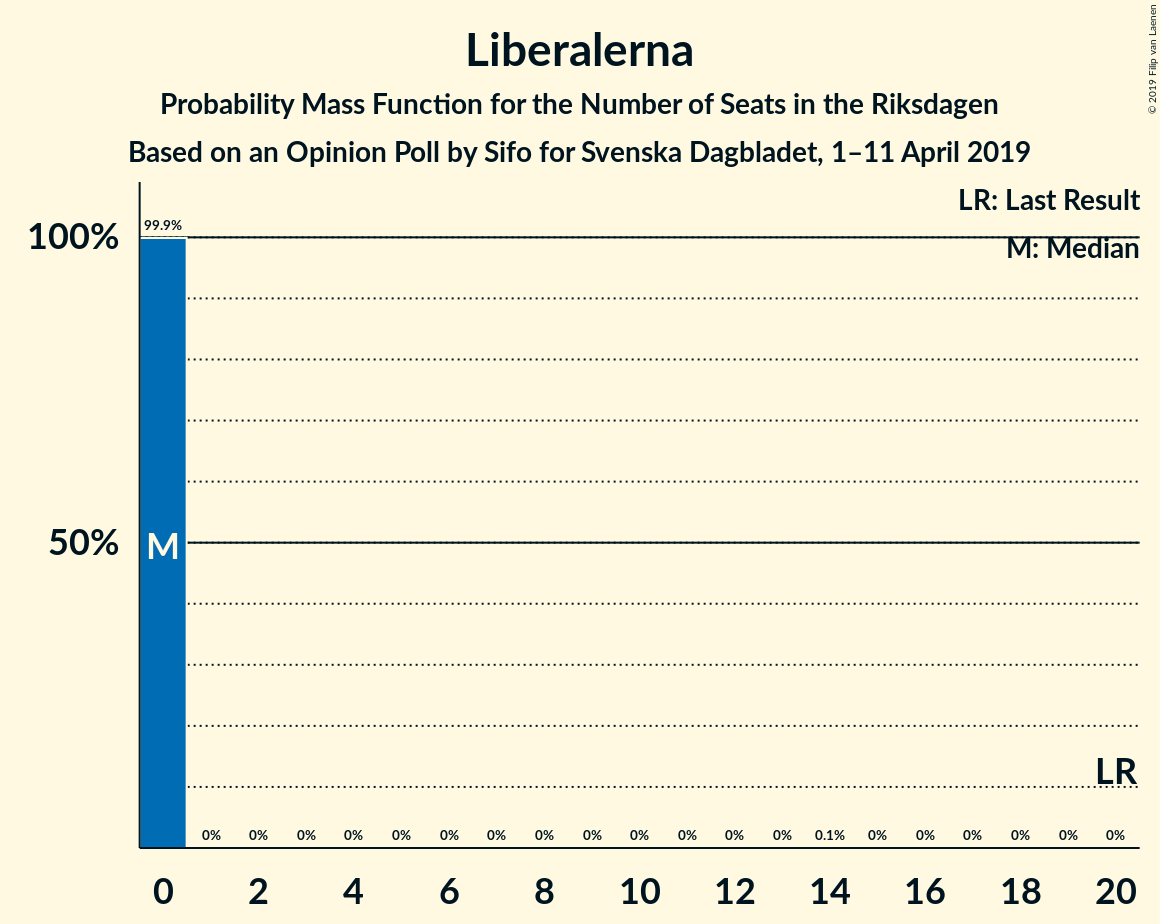 Liberalerna
Probability Mass Function for the Number of Seats in the Riksdagen
Based on an Opinion Poll by Sifo for Svenska Dagbladet, 1–11 April 2019
© 2019 Filip van Laenen
LR: Last Result
M: Median
100%
50%
99.9%
M
LR
0% 0% 0% 0% 0% 0% 0% 0% 0% 0% 0% 0% 0% 0.1% 0% 0% 0% 0% 0% 0%
0 2 4 6 8 10 12 14 16 18 20